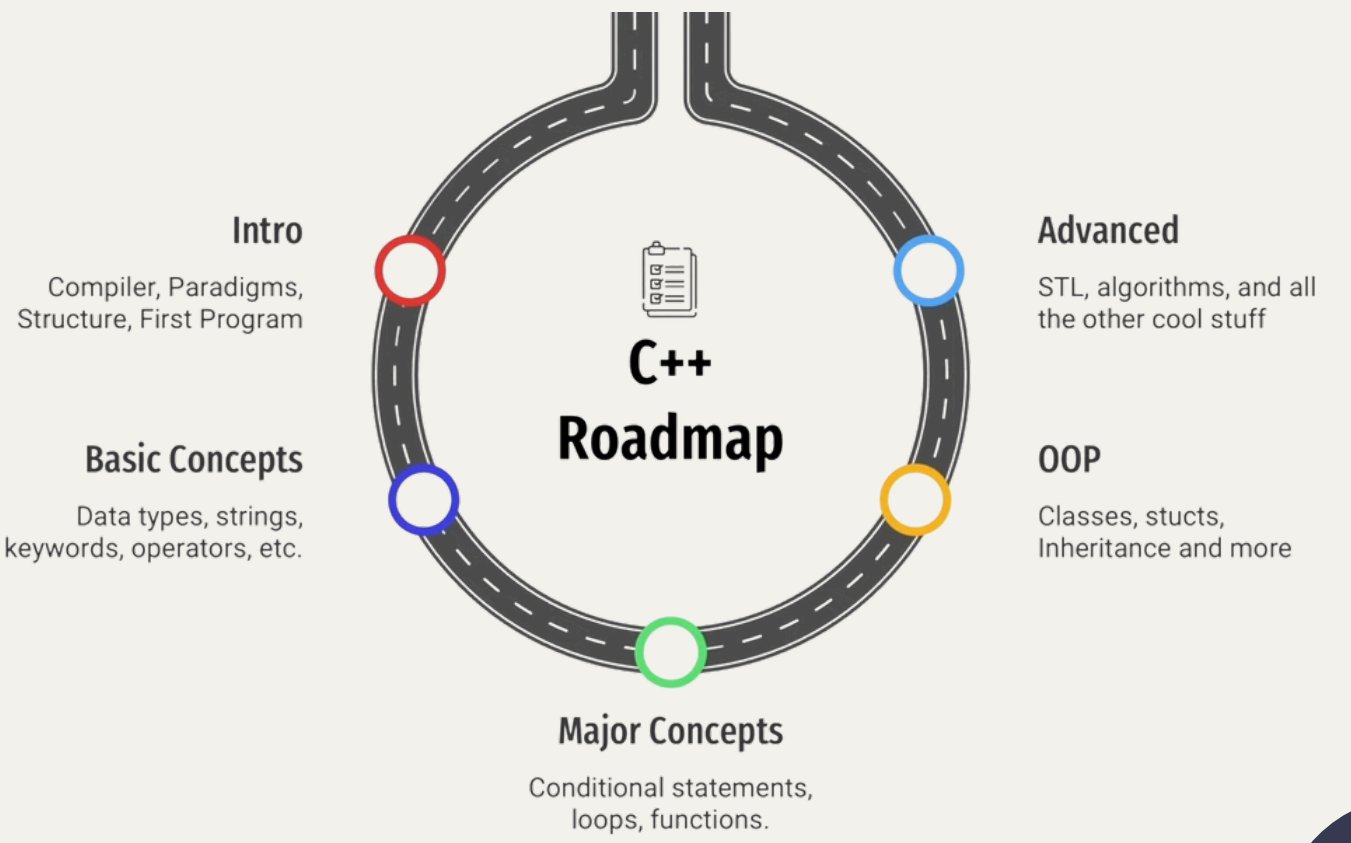 Intro
Compiler, Paradigms,
Structure, First Program
Basic Concepts
Data types, strings,
keywords, operators, etc.
C++
Roadmap
Major Concepts
Conditional statements,
loops, functions.
OOP
Classes, stucts,
Inheritance and more
Advanced
STL, algorithms, and all
the other cool stuff